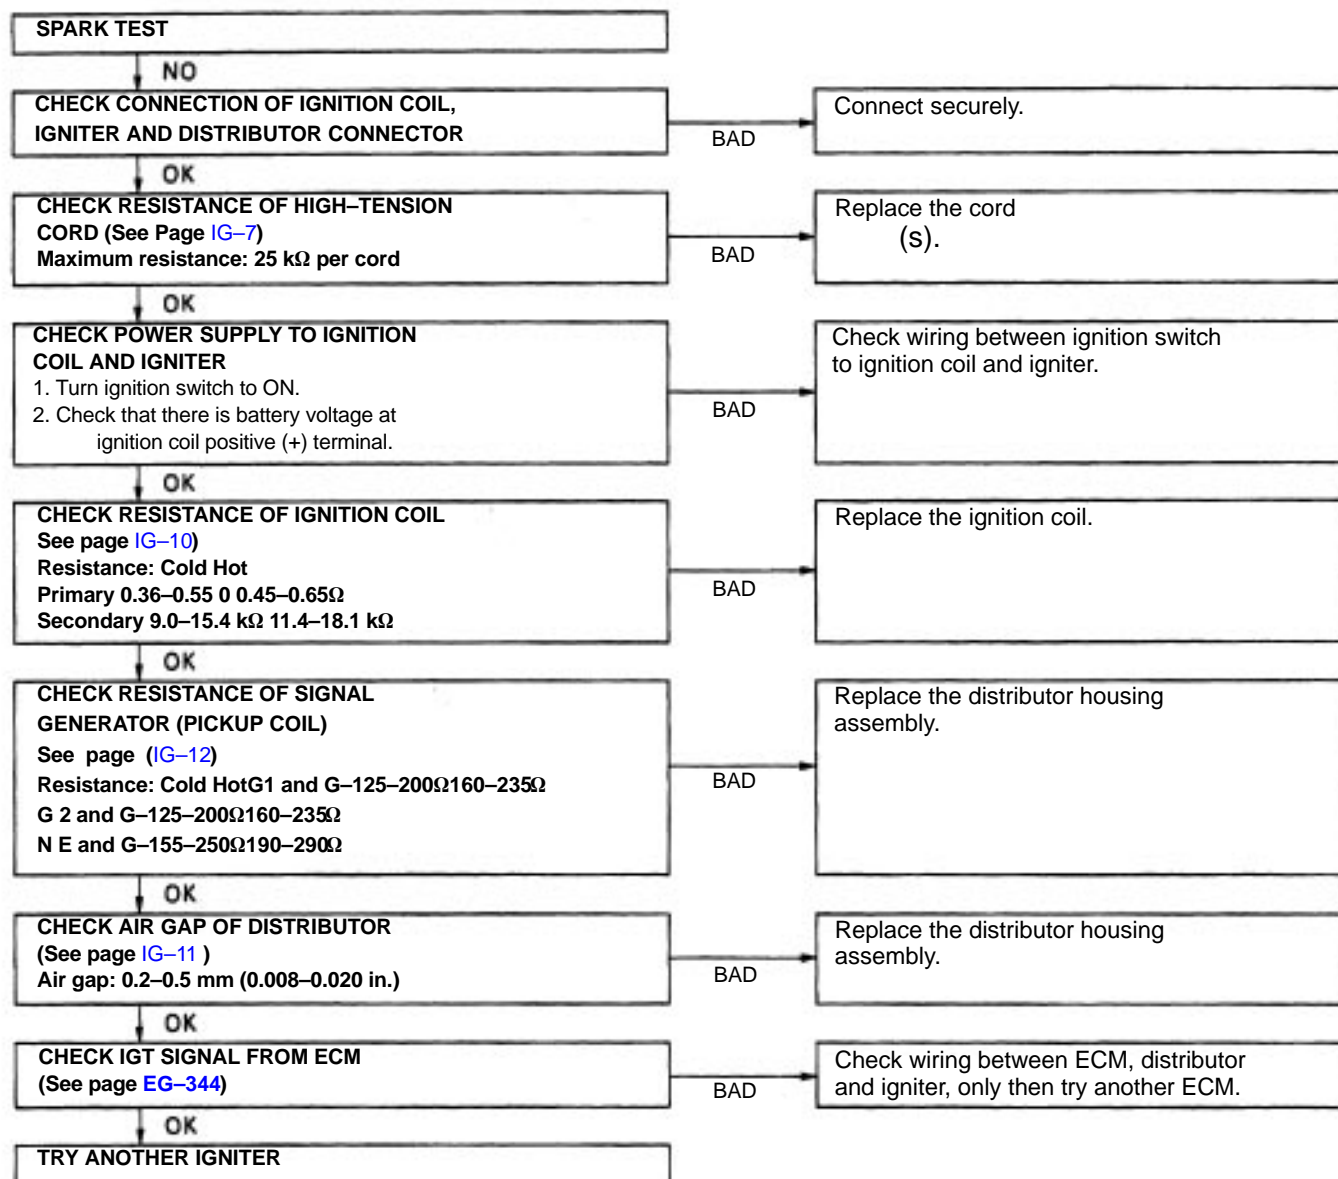 SPARK TEST
NO
CHECK CONNECTION OF IGNITION COIL,
IGNITER AND DISTRIBUTOR CONNECTOR
BAD
Connect securely.
OK
CHECK RESISTANCE OF HIGH–TENSION
CORD (See Page IG–7)
Maximum resistance: 25 kΩ per cord
BAD
Replace the cord
(s).
OK
CHECK POWER SUPPLY TO IGNITION
COIL AND IGNITER
1. Turn ignition switch to ON.
2. Check that there is battery voltage at
ignition coil positive (+) terminal.
BAD
Check wiring between ignition switch
to ignition coil and igniter.
OK
CHECK RESISTANCE OF IGNITION COIL
See page IG–10)
Resistance: Cold Hot
Primary 0.36–0.55 0 0.45–0.65Ω
Secondary 9.0–15.4 kΩ 11.4–18.1 kΩ
BAD
Replace the ignition coil.
OK
CHECK RESISTANCE OF SIGNAL
GENERATOR (PICKUP COIL)
See page (IG–12)
Resistance: Cold HotG1 and G–125–200Ω160–235Ω
G 2 and G–125–200Ω160–235Ω
N E and G–155–250Ω190–290Ω
BAD
Replace the distributor housing
assembly.
OK
CHECK AIR GAP OF DISTRIBUTOR
(See page IG–11 )
Air gap: 0.2–0.5 mm (0.008–0.020 in.)
BAD
Replace the distributor housing
assembly.
OK
CHECK IGT SIGNAL FROM ECM
(See page EG–344)
BAD
Check wiring between ECM, distributor
and igniter, only then try another ECM.
OK
TRY ANOTHER IGNITER